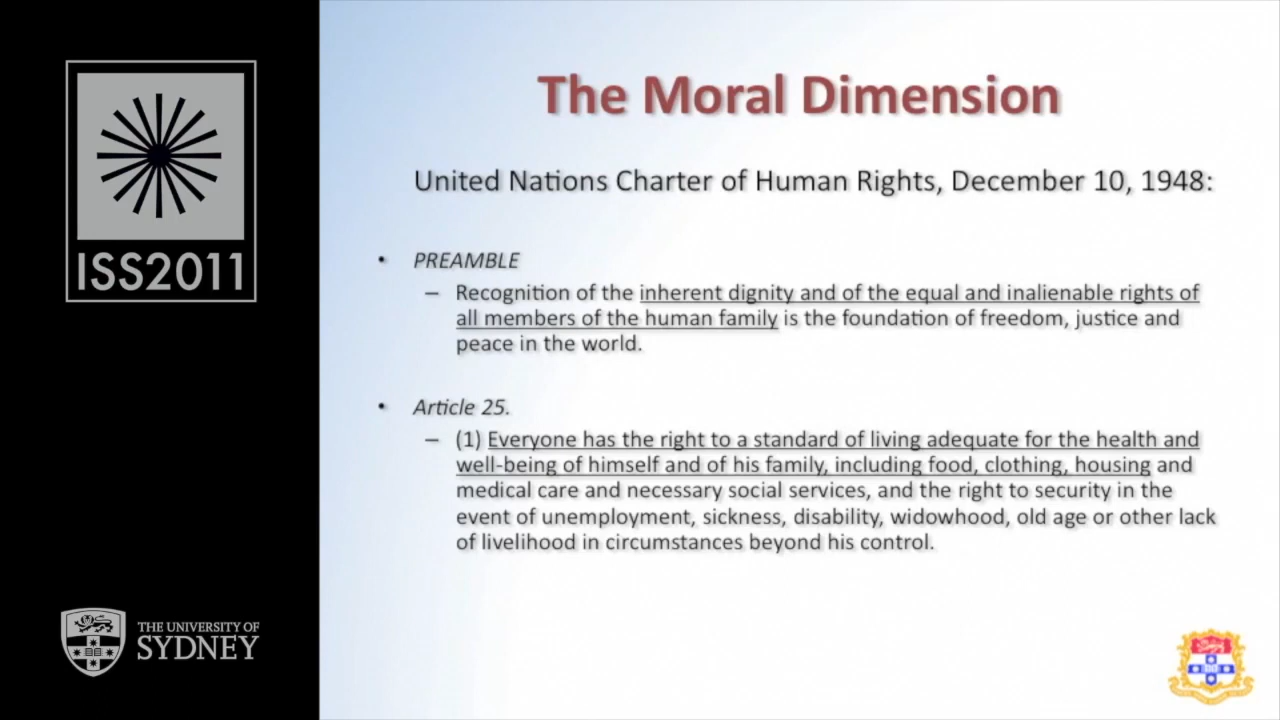 ISS2011
THE UNIVERSITY OF
SYDNEY
The Moral Dimension
United Nations Charter of Human Rights, December 10, 1948:
• PREAMBLE
– Recognition of the inherent dignity and of the equal and inalienable rights of
all members of the human family is the foundation of freedom, justice and
peace in the world.
• Article 25.
– (1) Everyone has the right to a standard of living adequate for the health and
well-being of himself and of his family, including food, clothing, housing and
medical care and necessary social services, and the right to security in the
event of unemployment, sickness, disability, widowhood, old age or other lack
of livelihood in circumstances beyond his control.